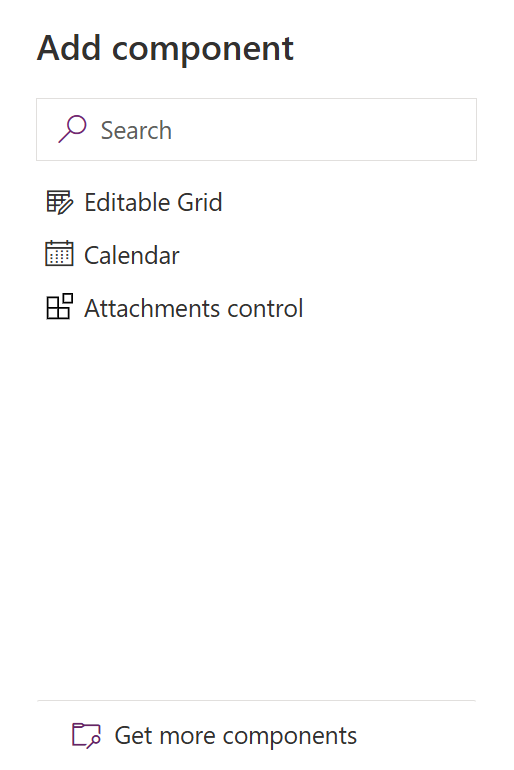 Add component
Search
Editable Grid
Calendar
Attachments control
Get more components